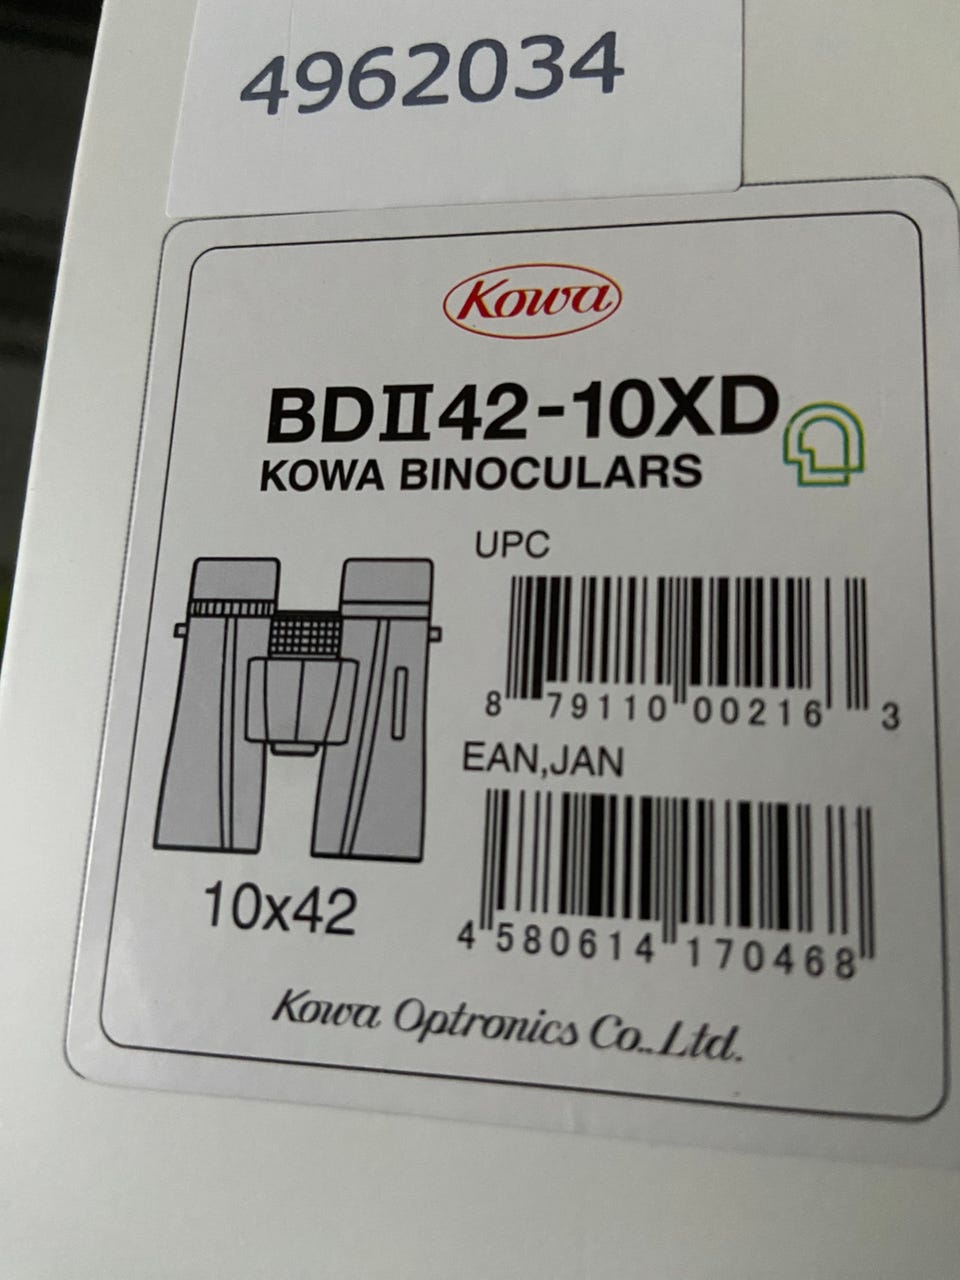 4962034
Kowa
BDⅡ42-10XD
KOWA BINOCULARS
UPC
8 79110 00216 3
EAN,JAN
4 580614 170468
10x42
Kowa Optronics Co.,Ltd.